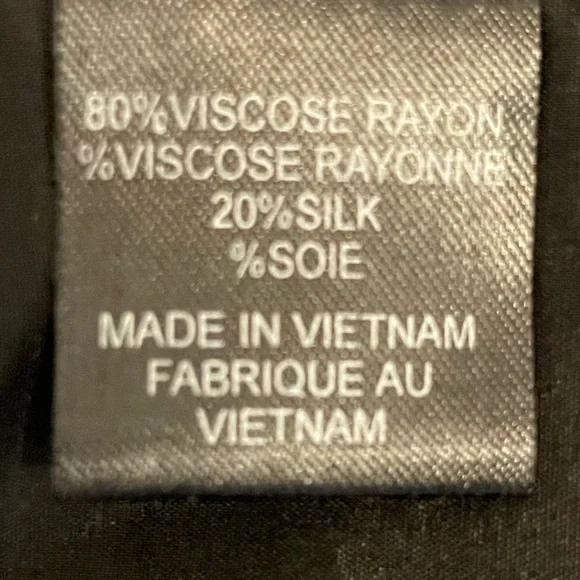 80%VISCOSE RAYON
%VISCOSE RAYONNE
20%SILK
%SOIE
MADE IN VIETNAM
FABRIQUE AU
VIETNAM